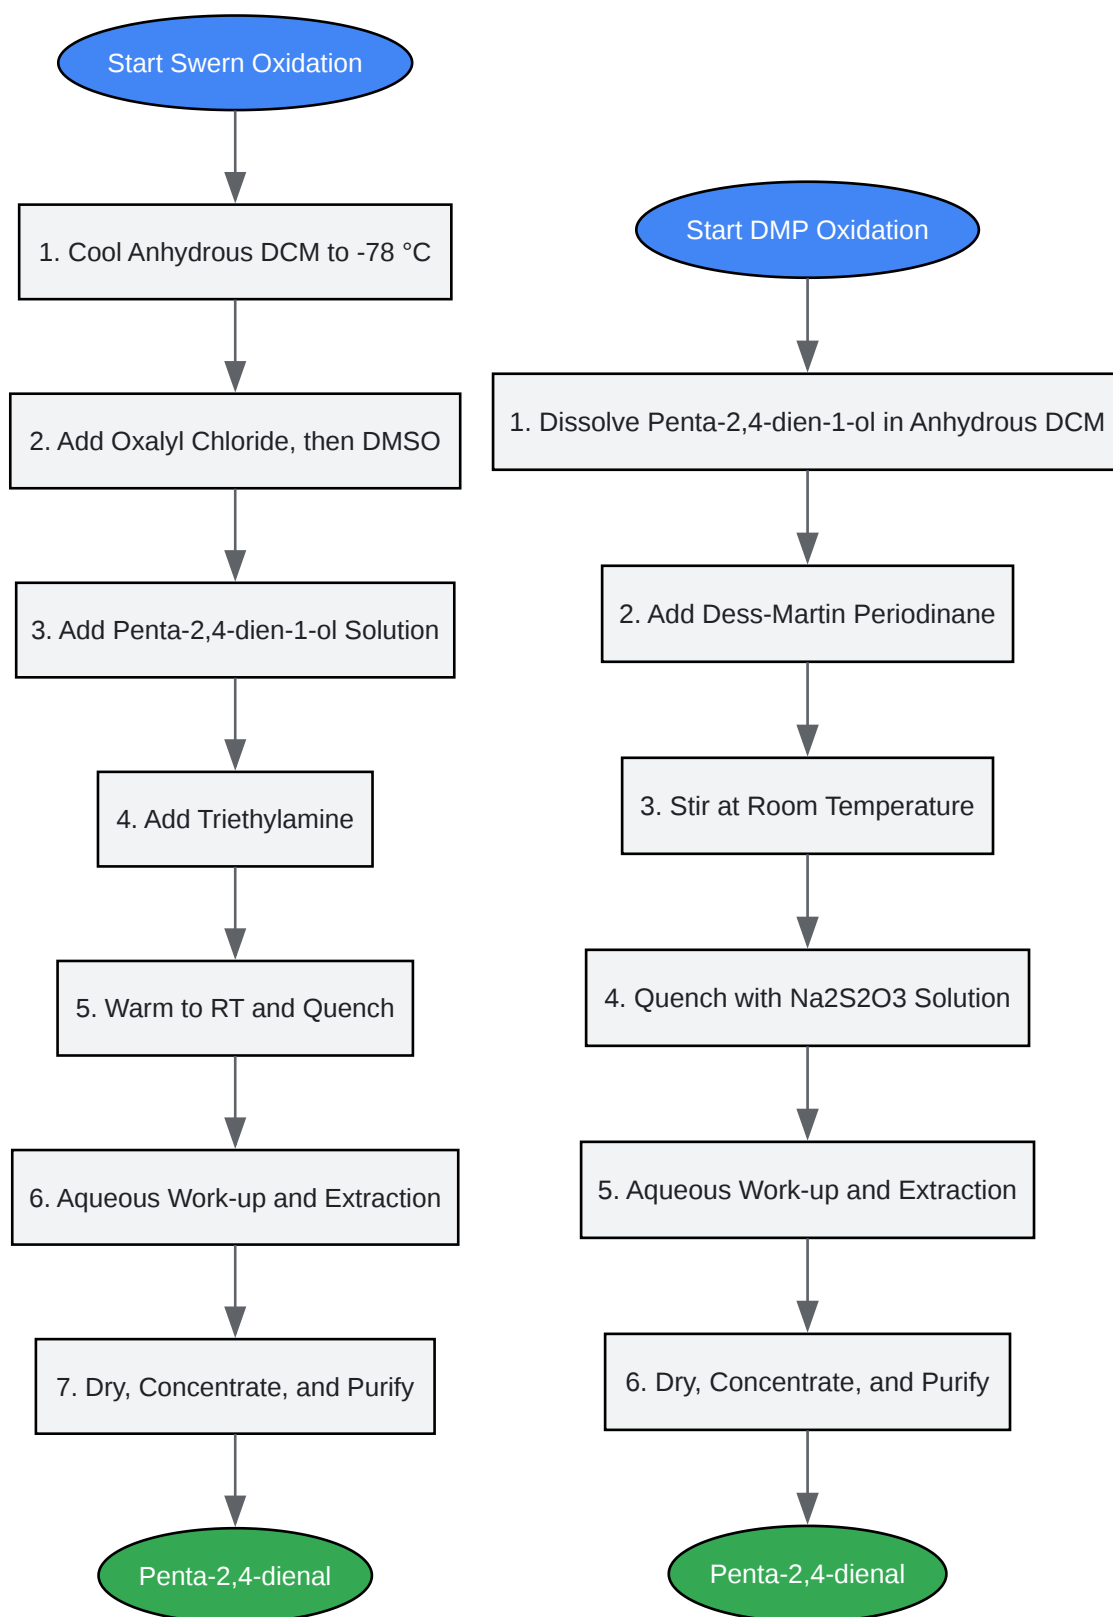 Start Swern Oxidation
1. Cool Anhydrous DCM to -78 °C
2. Add Oxalyl Chloride, then DMSO
3. Add Penta-2,4-dien-1-ol Solution
4. Add Triethylamine
5. Warm to RT and Quench
6. Aqueous Work-up and Extraction
7. Dry, Concentrate, and Purify
Penta-2,4-dienal
Start DMP Oxidation
1. Dissolve Penta-2,4-dien-1-ol in Anhydrous DCM
2. Add Dess-Martin Periodinane
3. Stir at Room Temperature
4. Quench with Na2S2O3 Solution
5. Aqueous Work-up and Extraction
6. Dry, Concentrate, and Purify
Penta-2,4-dienal